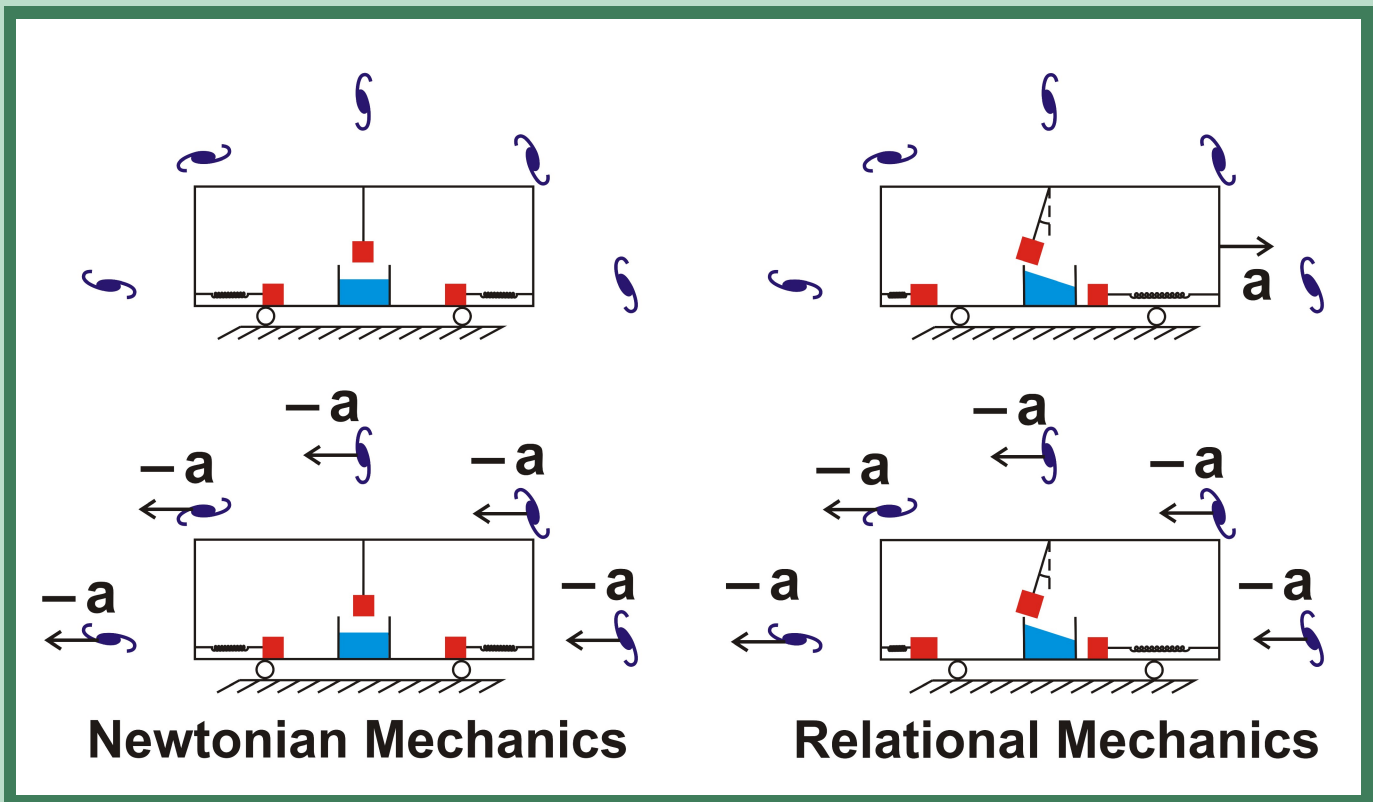 a
– a
– a
– a
– a
– a
– a
– a
– a
– a
– a
Newtonian Mechanics
Relational Mechanics